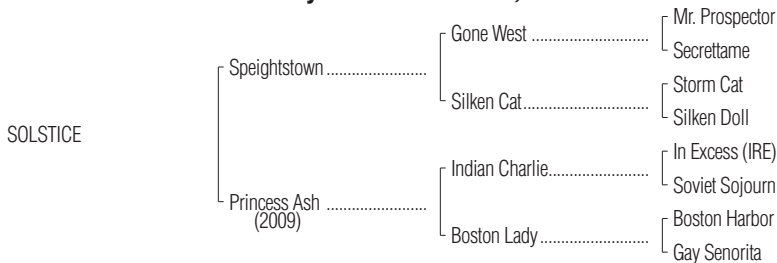 Mr. Prospector
Gone West ........................
Secrettame
Speightstown ........................
Storm Cat
Silken Cat ..........................
Silken Doll
SOLSTICE
In Excess (IRE)
Indian Charlie ....................
Soviet Sojourn
Princess Ash ........................
(2009)
Boston Harbor
Boston Lady ......................
Gay Senorita